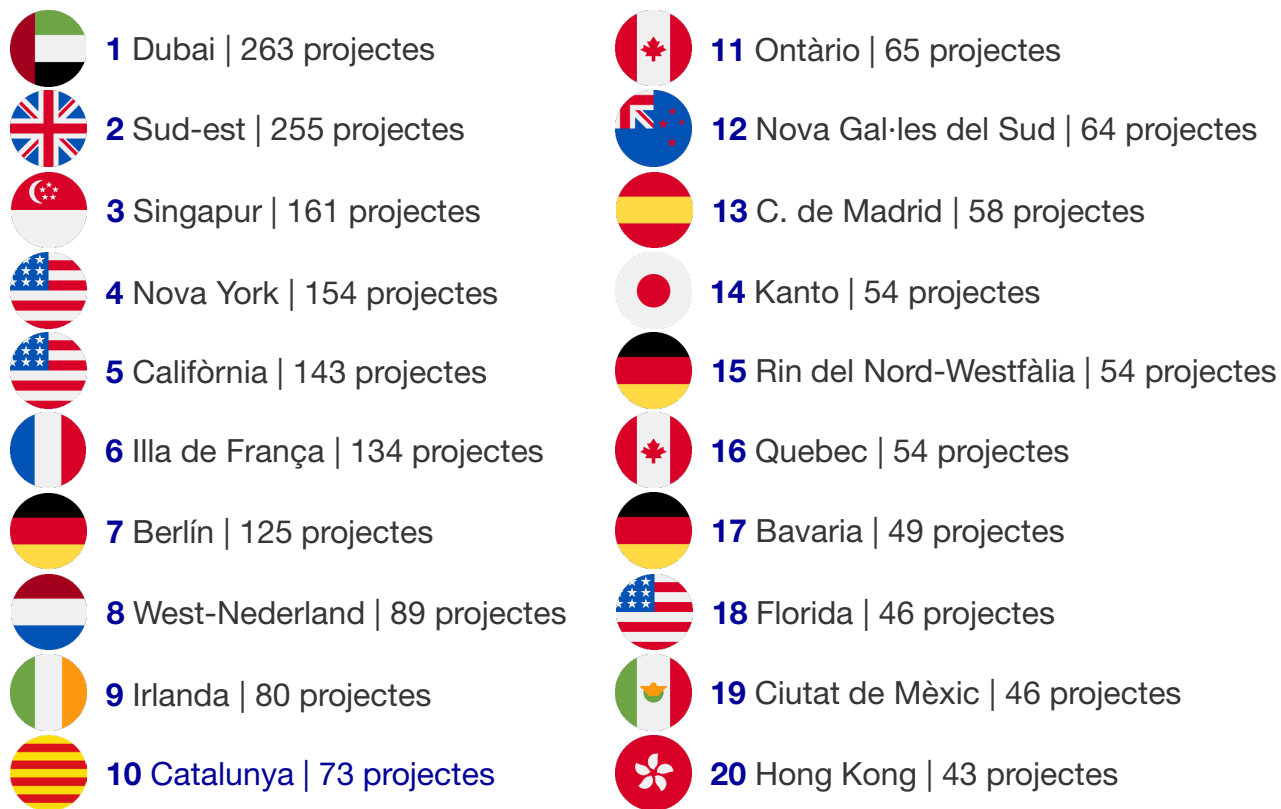 1 Dubai | 263 projectes
2 Sud-est | 255 projectes
3 Singapur | 161 projectes
4 Nova York | 154 projectes
5 Califòrnia | 143 projectes
6 Illa de França | 134 projectes
7 Berlín | 125 projectes
8 West-Nederland | 89 projectes
9 Irlanda | 80 projectes
10 Catalunya | 73 projectes
11 Ontàrio | 65 projectes
12 Nova Gal·les del Sud | 64 projectes
13 C. de Madrid | 58 projectes
14 Kanto | 54 projectes
15 Rin del Nord-Westfàlia | 54 projectes
16 Quebec | 54 projectes
17 Bavaria | 49 projectes
18 Florida | 46 projectes
19 Ciutat de Mèxic | 46 projectes
20 Hong Kong | 43 projectes